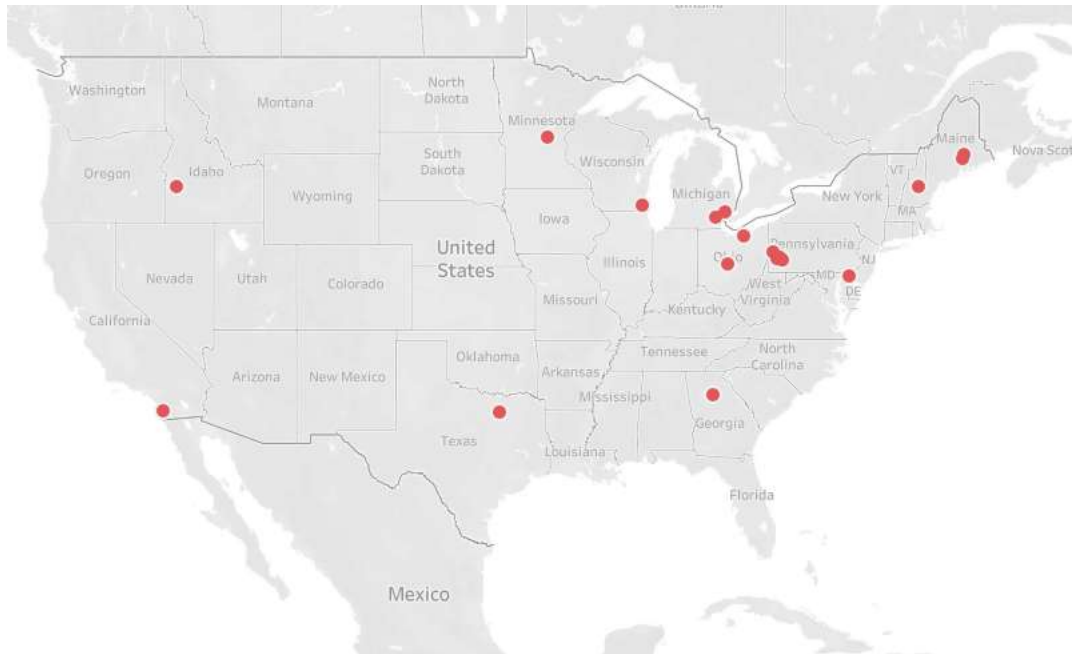 Ontario
Washington
Montana
North
Dakota
Minnesota
Maine
Nova Scot
Oregon
Idaho
South
Dakota
Wisconsin
VT
Wyoming
Michigan
New York
MA
Iowa
United
States
Pennsylvania
Nevada
Utah
Colorado
Illinois
Ohio
NJ
MD
West
Virginia
DE
Missouri
Kentucky
California
Tennessee
North
Carolina
Oklahoma
Arkansas
Arizona
New Mexico
Mississippi
Georgia
Texas
Louisiana
Florida
Mexico